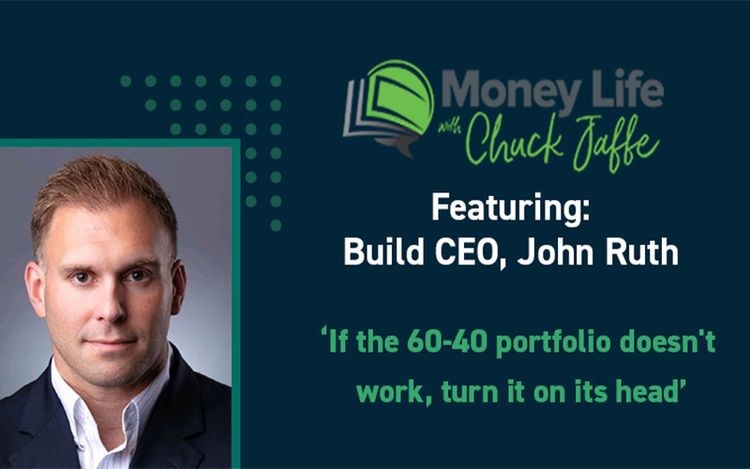 Money Life
with Chuck Jaffe
Featuring:
Build CEO, John Ruth
‘If the 60-40 portfolio doesn't
work, turn it on its head’